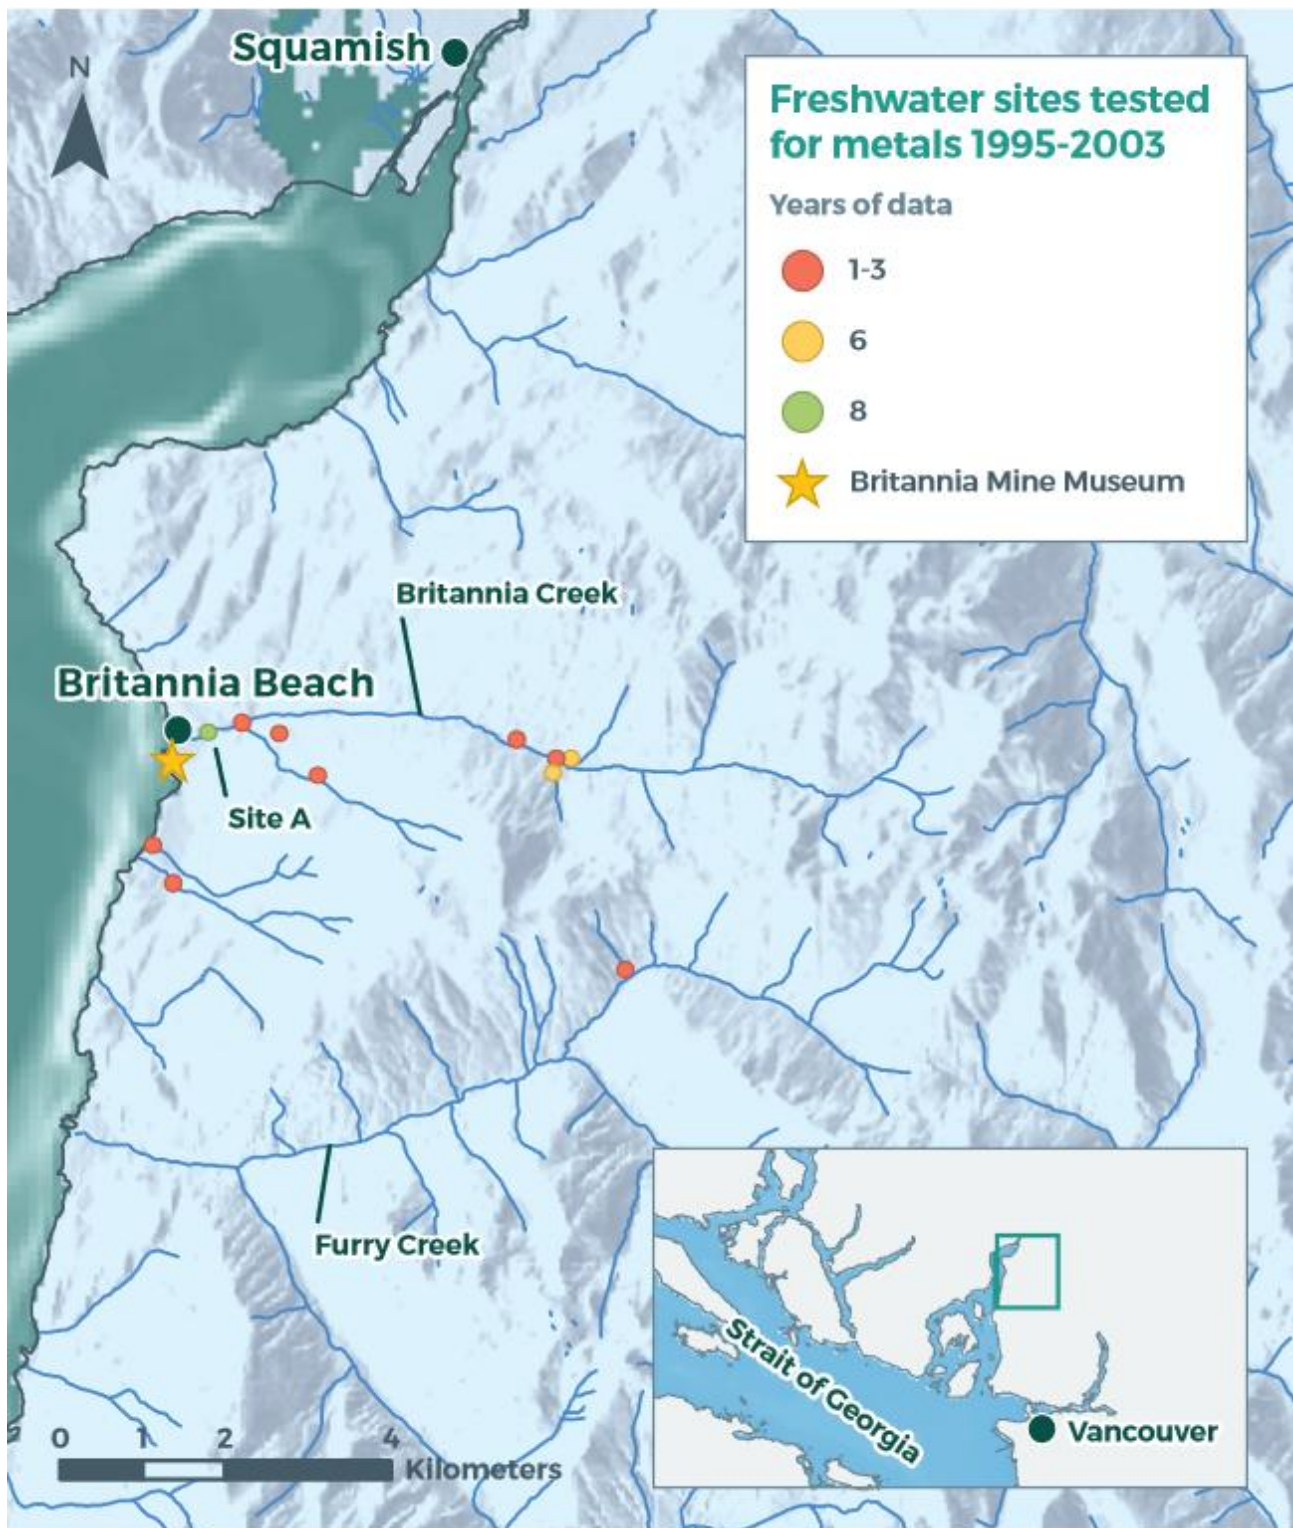 Squamish
N
Freshwater sites tested
for metals 1995-2003
Years of data
1-3
6
8
Britannia Mine Museum
Britannia Creek
Britannia Beach
Site A
Furry Creek
Strait of Georgia
Vancouver
0 1 2 4
Kilometers